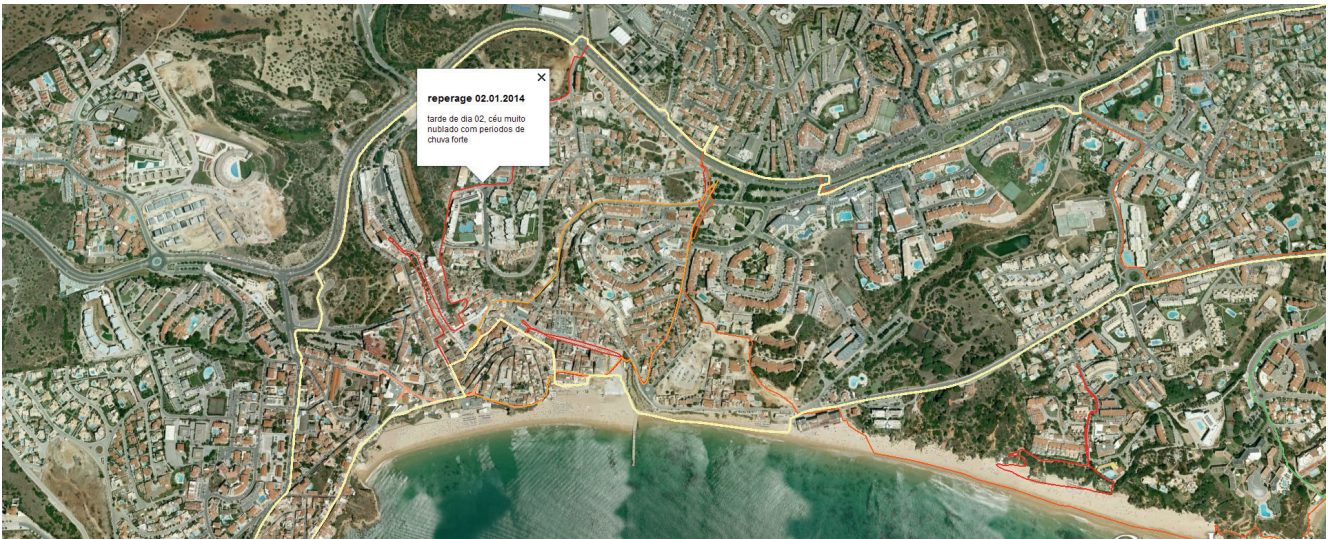 reperage 02.01.2014
tarde de dia 02, céu muito
nublado com periodos de
chuva forte